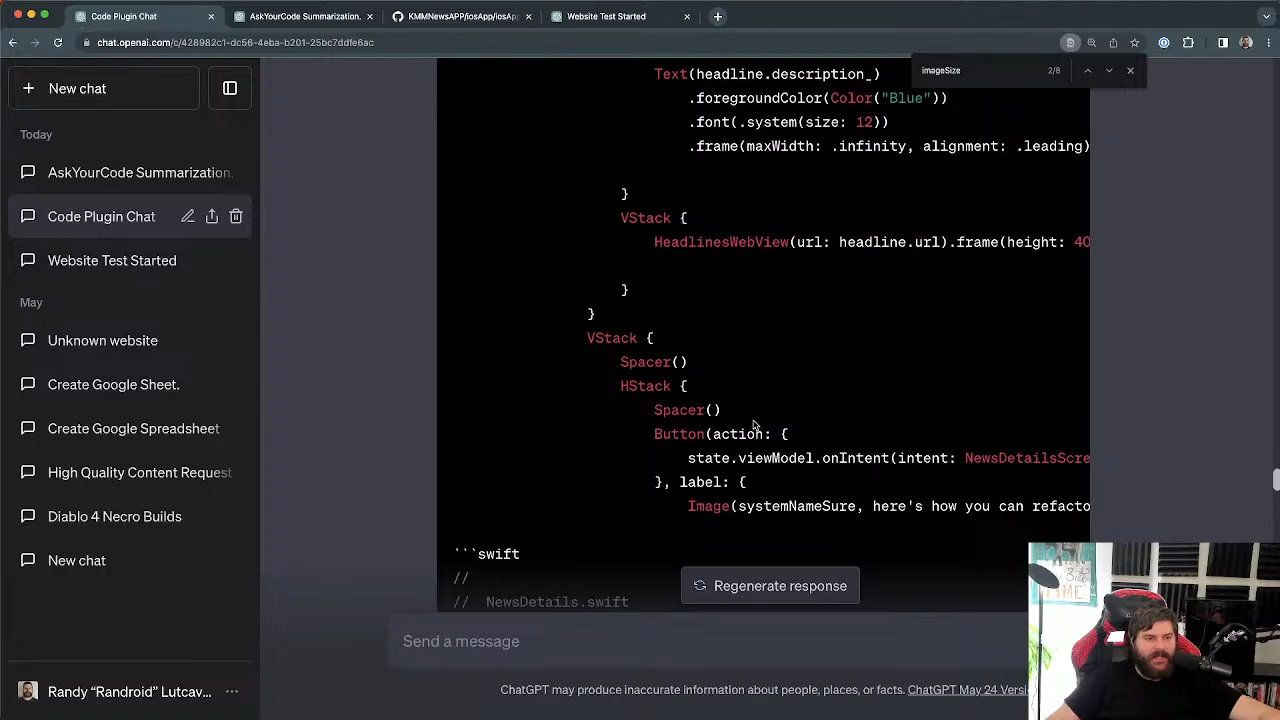 Code Plugin Chat
AskYourCode Summarization.
KMMNewsAPP/iosApp/iosAp
Website Test Started
chat.openai.com/c/428982c1-dc56-4eba-b201-25bc7ddfe6ac
imageSize 2/8
New chat
Today
AskYourCode Summarization.
Code Plugin Chat
Website Test Started
May
Unknown website
Create Google Sheet.
Create Google Spreadsheet
High Quality Content Request
Diablo 4 Necro Builds
New chat
Randy “Randroid” Lutcav...
Text(headline.description_)
.foregroundColor(Color("Blue"))
.font(.system(size: 12))
.frame(maxWidth: .infinity, alignment: .leading)
}
VStack {
HeadlinesWebView(url: headline.url).frame(height: 40
}
}
VStack {
Spacer()
HStack {
Spacer()
Button(action: {
state.viewModel.onIntent(intent: NewsDetailsScre
}, label: {
Image(systemNameSure, here's how you can refacto
```swift
//
// NewsDetails.swift
Regenerate response
Send a message
ChatGPT may produce inaccurate information about people, places, or facts. ChatGPT May 24 Versi